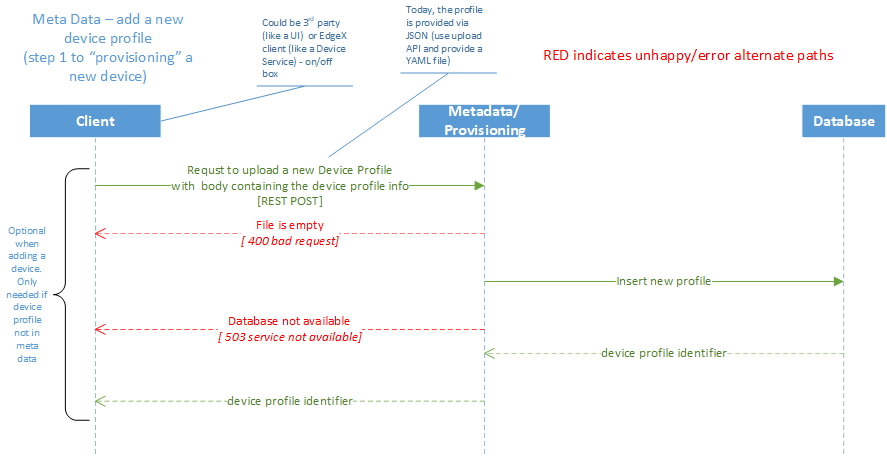 Meta Data – add a new
device profile
(step 1 to “provisioning” a
new device)
Could be 3rd party
(like a UI) or EdgeX
client (like a Device
Service) - on/off
box
Today, the profile
is provided via
JSON (use upload
API and provide a
YAML file)
RED indicates unhappy/error alternate paths
Client
Metadata/
Provisioning
Database
Requst to upload a new Device Profile
with body containing the device profile info
[REST POST]
File is empty
[ 400 bad request]
Optional
when
adding a
device.
Only
needed if
device
profile
not in
meta
data
Insert new profile
Database not available
[ 503 service not available]
device profile identifier
device profile identifier